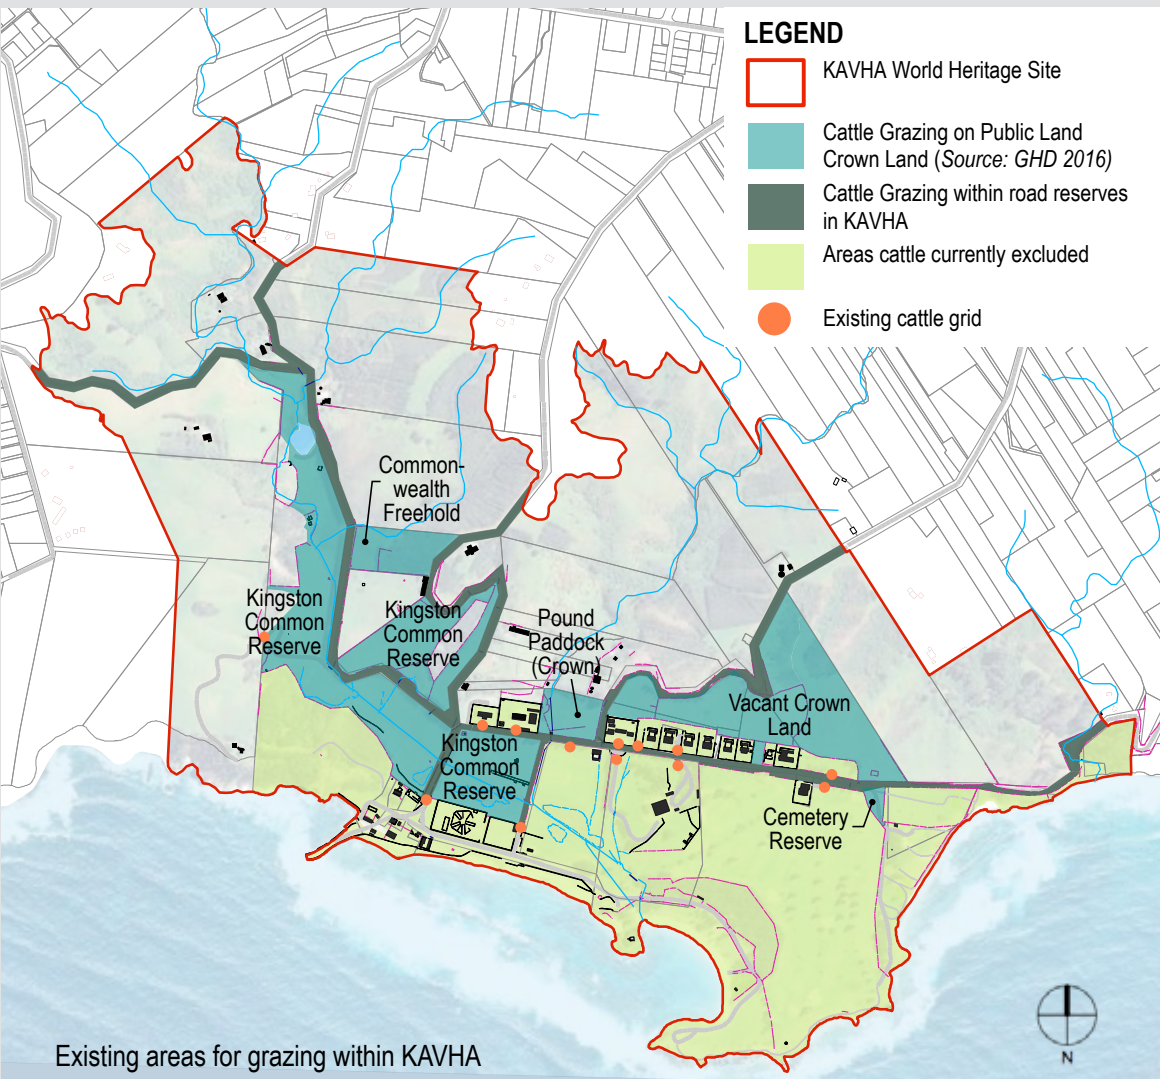 LEGEND
KAVHA World Heritage Site
Cattle Grazing on Public Land
Crown Land (Source: GHD 2016)
Cattle Grazing within road reserves
in KAVHA
Areas cattle currently excluded
Existing cattle grid
Common-
wealth
Freehold
Kingston
Common
Reserve
Kingston
Common
Reserve
Pound
Paddock
(Crown)
Vacant Crown
Land
Kingston
Common
Reserve
Cemetery
Reserve
N
Existing areas for grazing within KAVHA